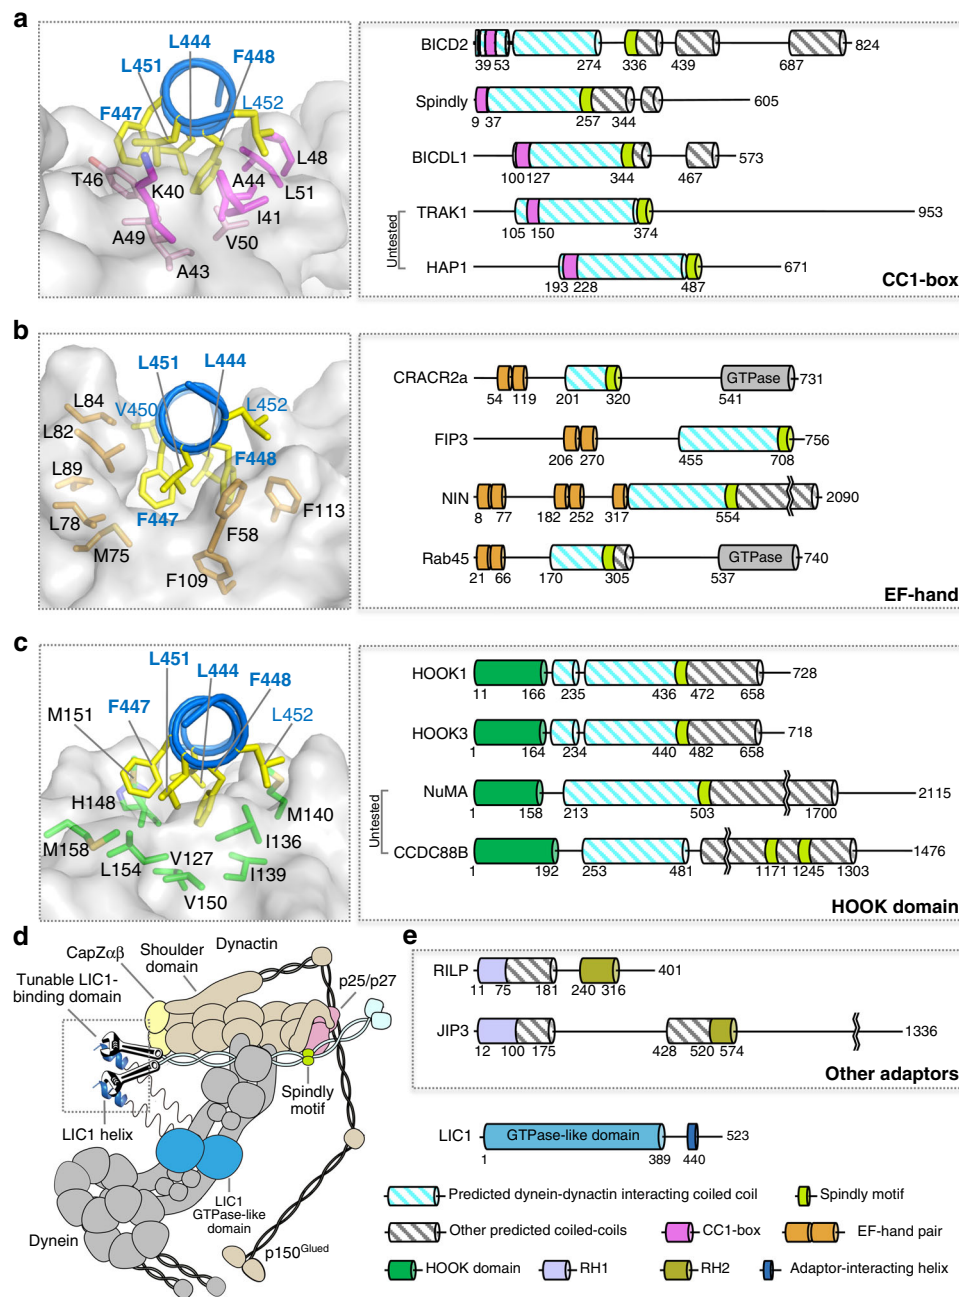 a
L444
L451
F448
L452
F447
L48
T46
A44
K40
L51
I41
A49
V50
A43
BICD2
39 53
274
336
439
687
824
Spindly
9 37
257
344
605
BICDL1
100 127
344
467
573
TRAK1
105 150
374
953
Untested
HAP1
193 228
487
671
CC1-box
b
L451
L444
V450
L452
L84
L82
L89
F448
L78
F447
F113
M75
F58
F109
CRACR2a
54 119
201
320
GTPase
541
731
FIP3
206 270
455
708
756
NIN
8 77
182 252
317
554
2090
Rab45
21 66
170
305
GTPase
537
740
EF-hand
c
L451
L444
F448
M151
F447
L452
H148
M140
M158
I136
V127
L154
I139
V150
HOOK1
11
166
235
436
472
658
728
HOOK3
1
164
234
440
482
658
718
NuMA
1
158
213
503
1700
2115
Untested
CCDC88B
1
192
253
481
1171
1245
1303
1476
HOOK domain
d
CapZαβ
Shoulder domain
Dynactin
Tunable LIC1-binding domain
p25/p27
Spindly motif
LIC1 helix
LIC1 GTPase-like domain
Dynein
p150Glued
e
RILP
11 75
181
240
316
401
JIP3
12
100
175
428
520
574
1336
Other adaptors
LIC1
GTPase-like domain
1
389
440
523
Predicted dynein-dynactin interacting coiled coil
Spindly motif
Other predicted coiled-coils
CC1-box
EF-hand pair
HOOK domain
RH1
RH2
Adaptor-interacting helix